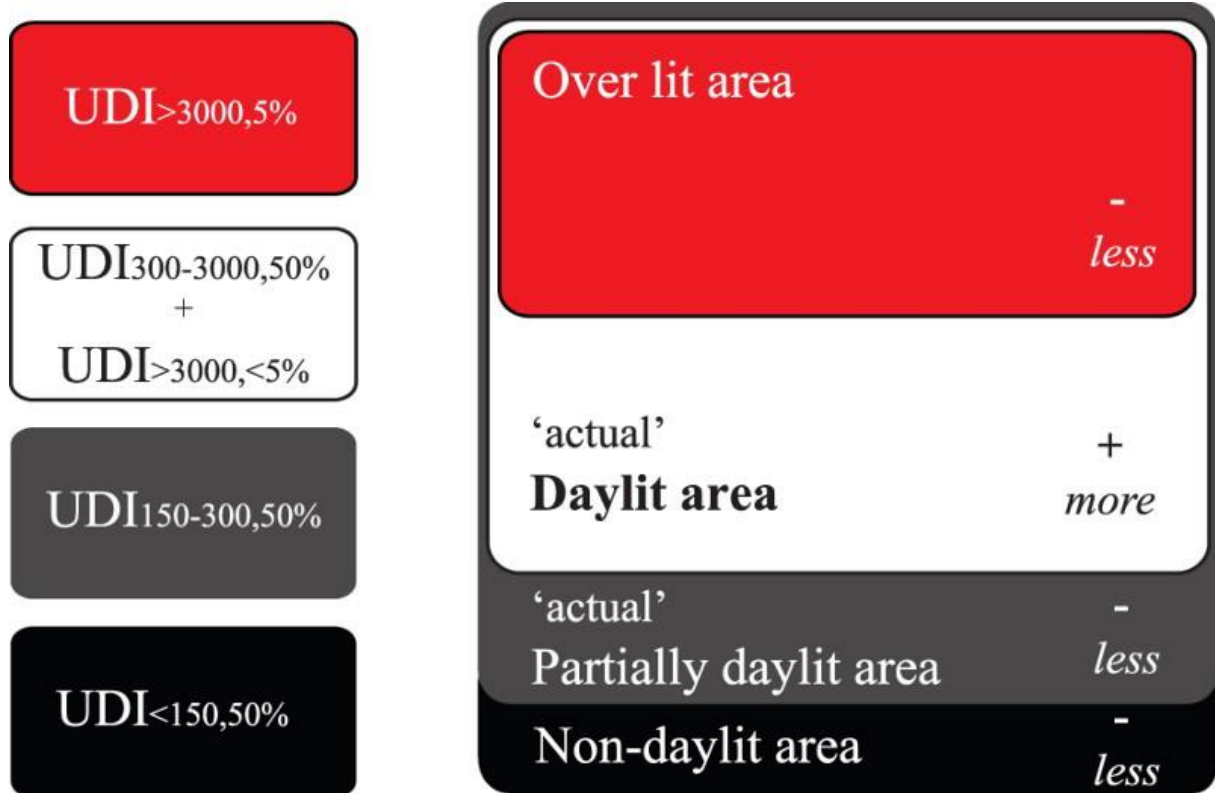 UDI>3000,5%
UDI300-3000,50%
+
UDI>3000,<5%
UDI150-300,50%
UDI<150,50%
Over lit area
-
less
‘actual’
+
Daylit area
more
‘actual’
-
Partially daylit area
less
-
Non-daylit area
less